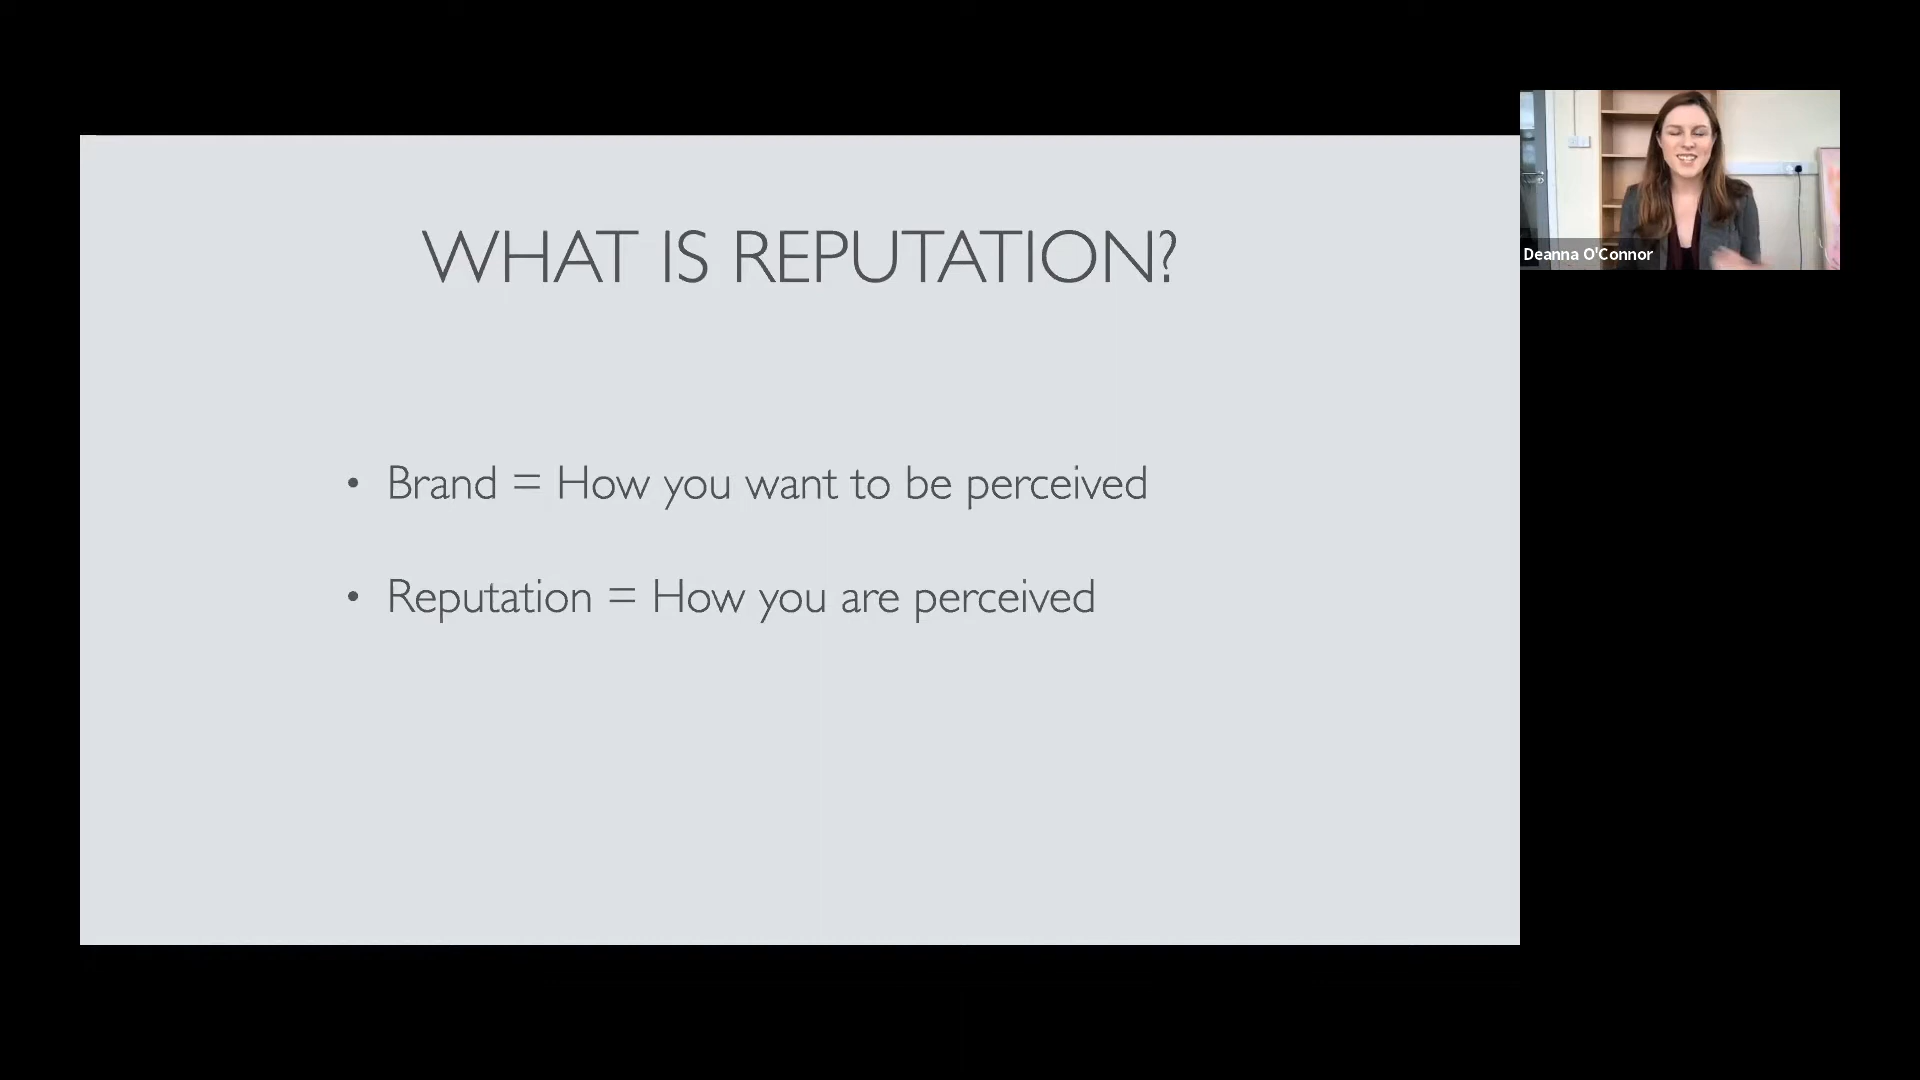 WHAT IS REPUTATION?
• Brand = How you want to be perceived
• Reputation = How you are perceived
Deanna O'Connor